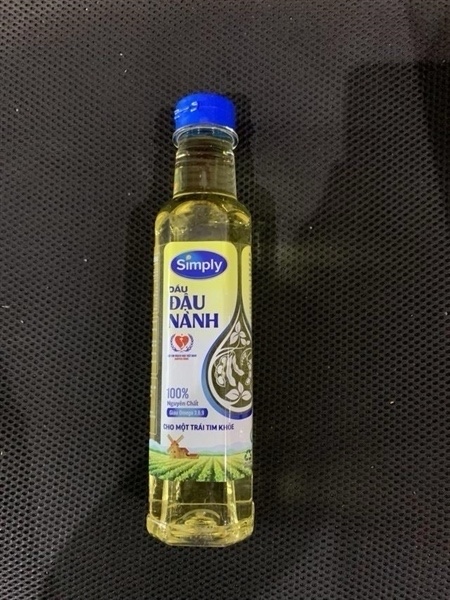 Simply
DẦU
ĐẬU
NÀNH
100%
Nguyên Chất
Giàu Omega 3,6,9
CHO MỘT TRÁI TIM KHỎE